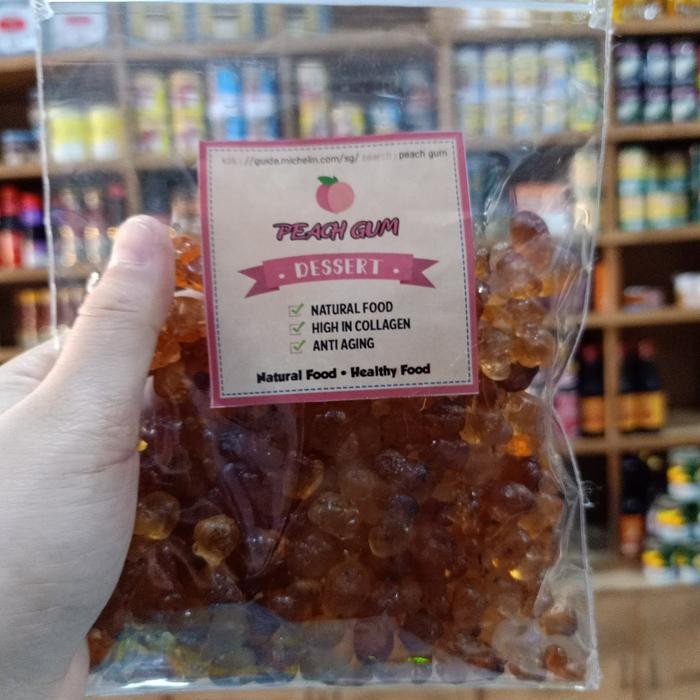 ://guide.michelin.com/sg/ search : peach gum
PEACH GUM
• DESSERT •
NATURAL FOOD
HIGH IN COLLAGEN
ANTI AGING
Natural Food • Healthy Food